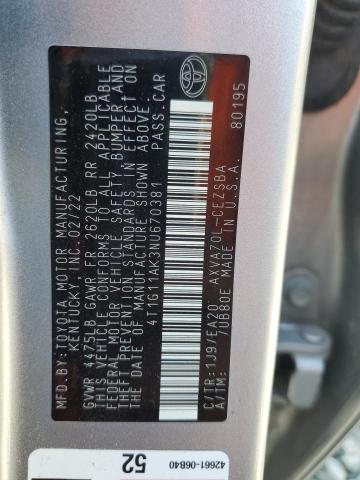 MFD. BY: TOYOTA MOTOR MANUFACTURING
KENTUCKY, INC. 02/22
GVWR 4475LB GAWR FR 2620LB RR 2420LB
THIS VEHICLE CONFORMS TO ALL APPLICABLE
FEDERAL MOTOR VEHICLE SAFETY, BUMPER, AND
THEFT PREVENTION STANDARDS IN EFFECT ON
THE DATE OF MANUFACTURE SHOWN ABOVE.
4T1G11AK3NU670381 PASS.CAR
C/TR: 1J9/EA20 AXVA70L-CEZSBA
A/TM: /UB80E MADE IN U.S.A. 80195
52
42661-06B40